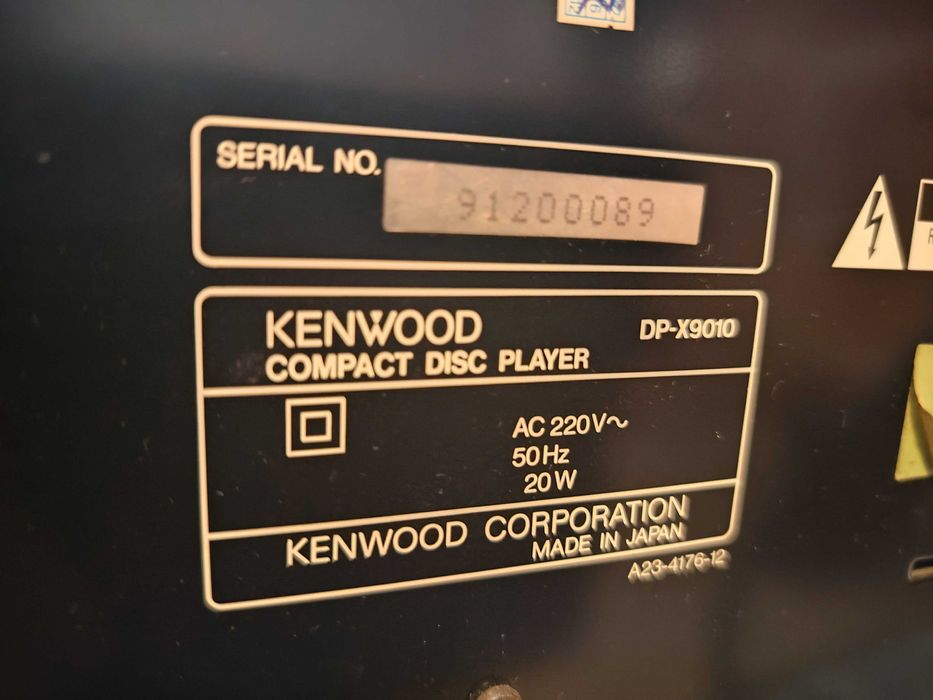 SERIAL NO.
91200089
KENWOOD
DP-X9010
COMPACT DISC PLAYER
AC 220V~
50Hz
20W
KENWOOD CORPORATION
MADE IN JAPAN
A23-4176-12